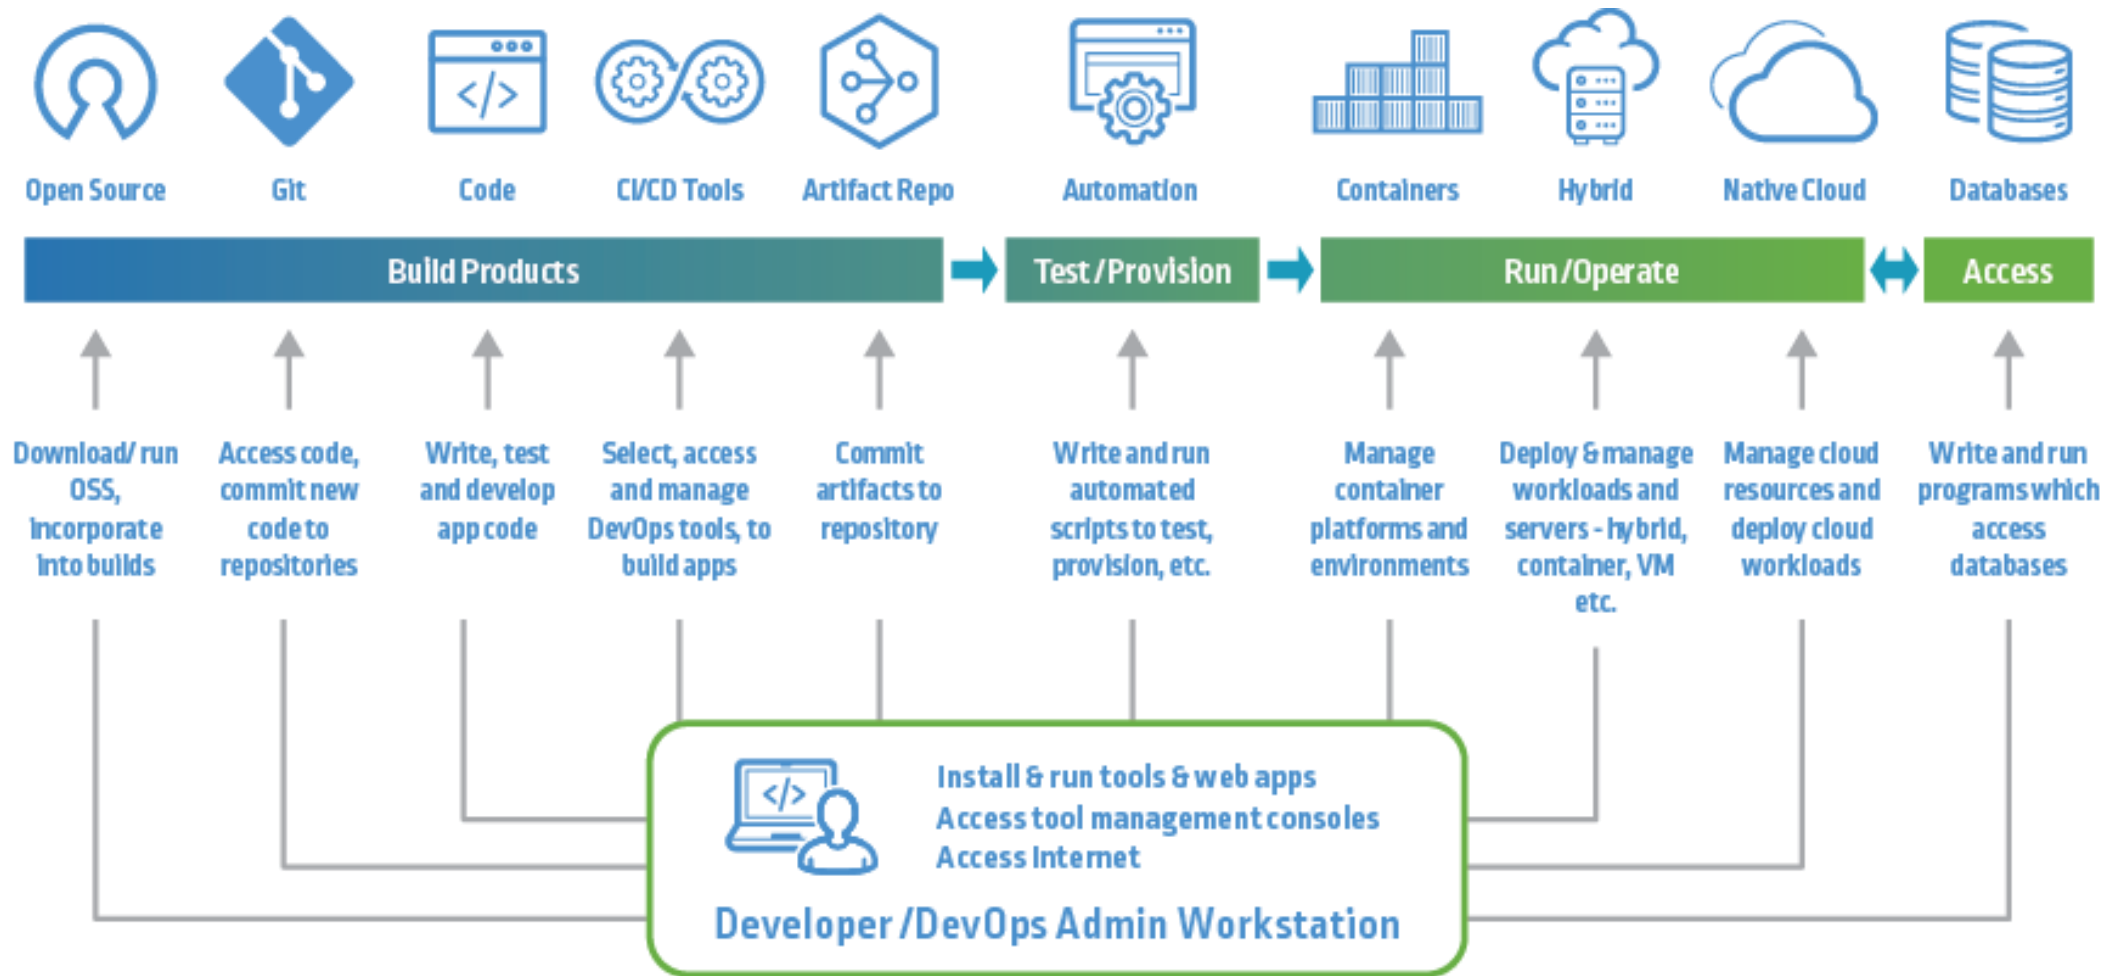 Open Source
Git
Code
CI/CD Tools
Artifact Repo
Automation
Containers
Hybrid
Native Cloud
Databases
Build Products
Test/Provision
Run/Operate
Access
Download/ run
OSS,
incorporate
into builds
Access code,
commit new
code to
repositories
Write, test
and develop
app code
Select, access
and manage
DevOps tools, to
build apps
Commit
artifacts to
repository
Write and run
automated
scripts to test,
provision, etc.
Manage
container
platforms and
environments
Deploy & manage
workloads and
servers - hybrid,
container, VM
etc.
Manage cloud
resources and
deploy cloud
workloads
Write and run
programs which
access
databases
</>
</>
Install & run tools & web apps
Access tool management consoles
Access Internet
Developer/DevOps Admin Workstation